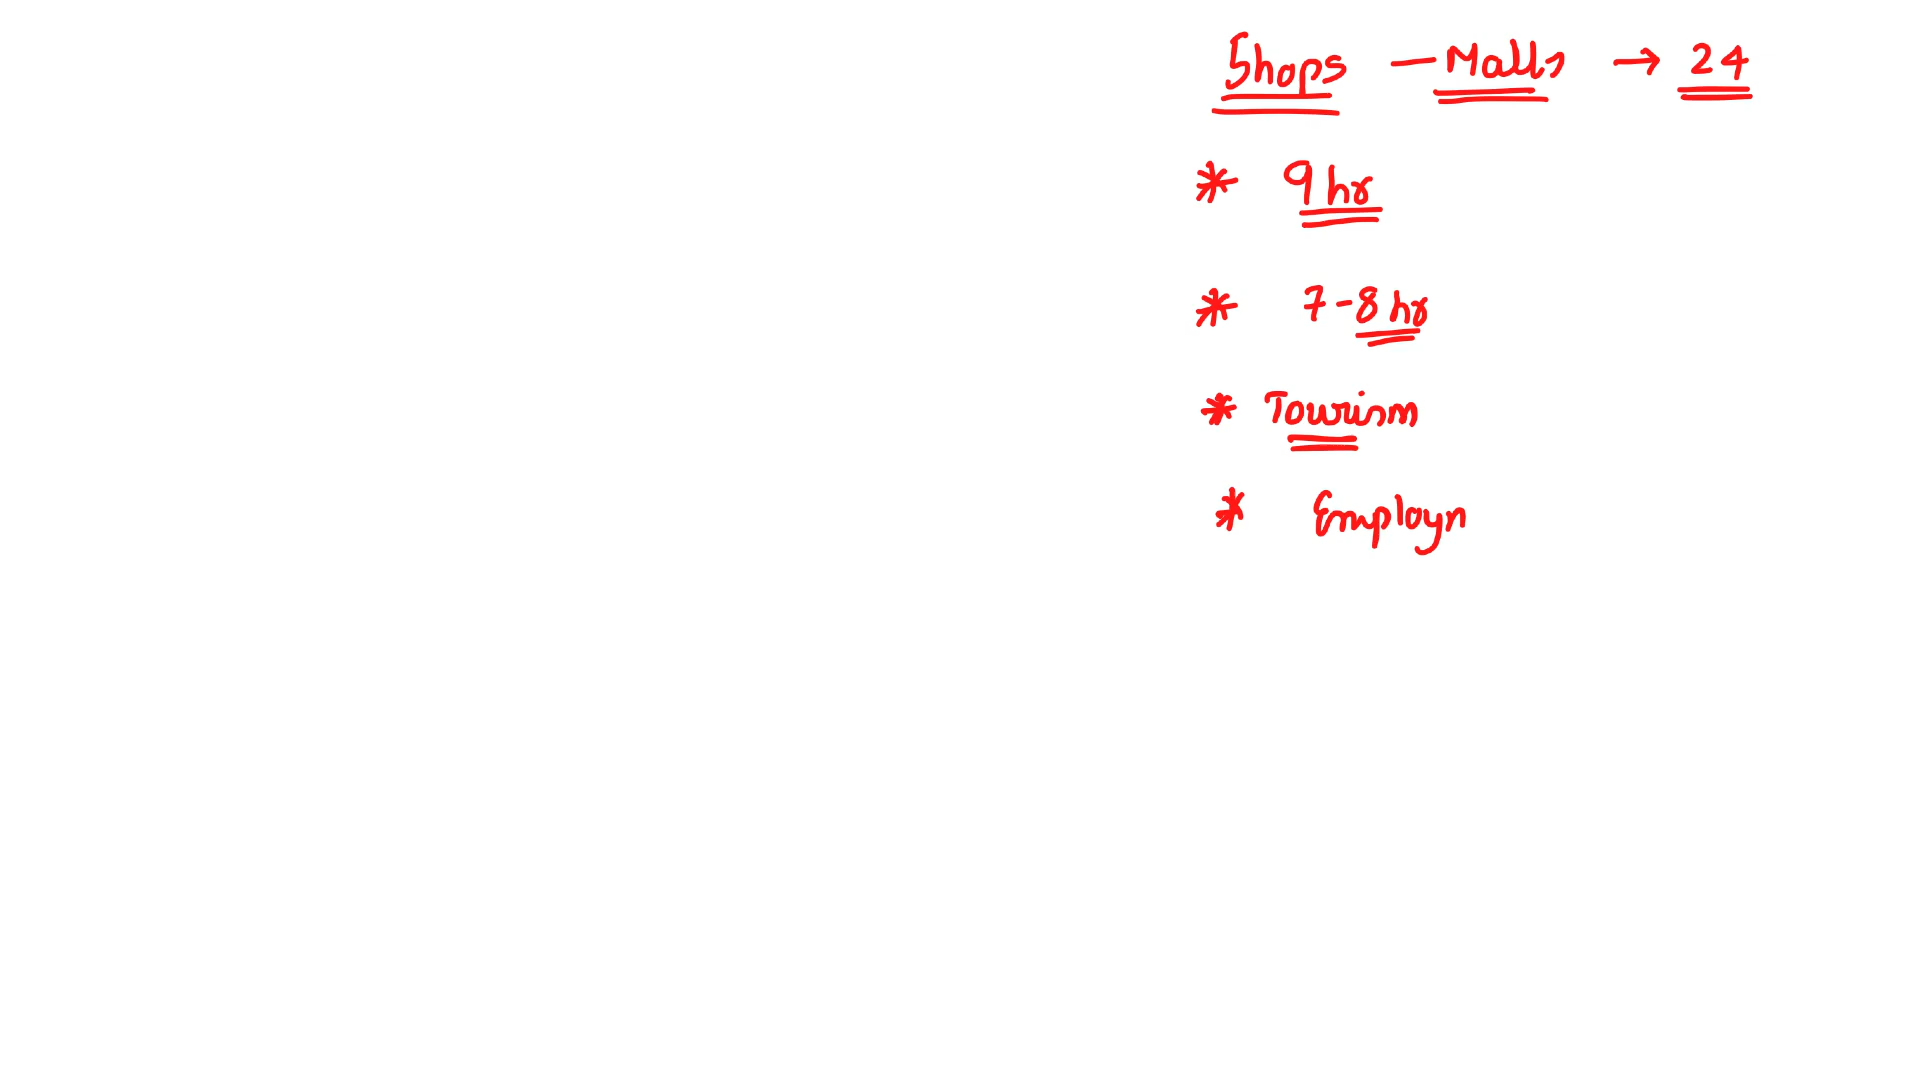 Shops - Malls → 24
* 9 hr
* 7-8 hr
* Tourism
* Employn